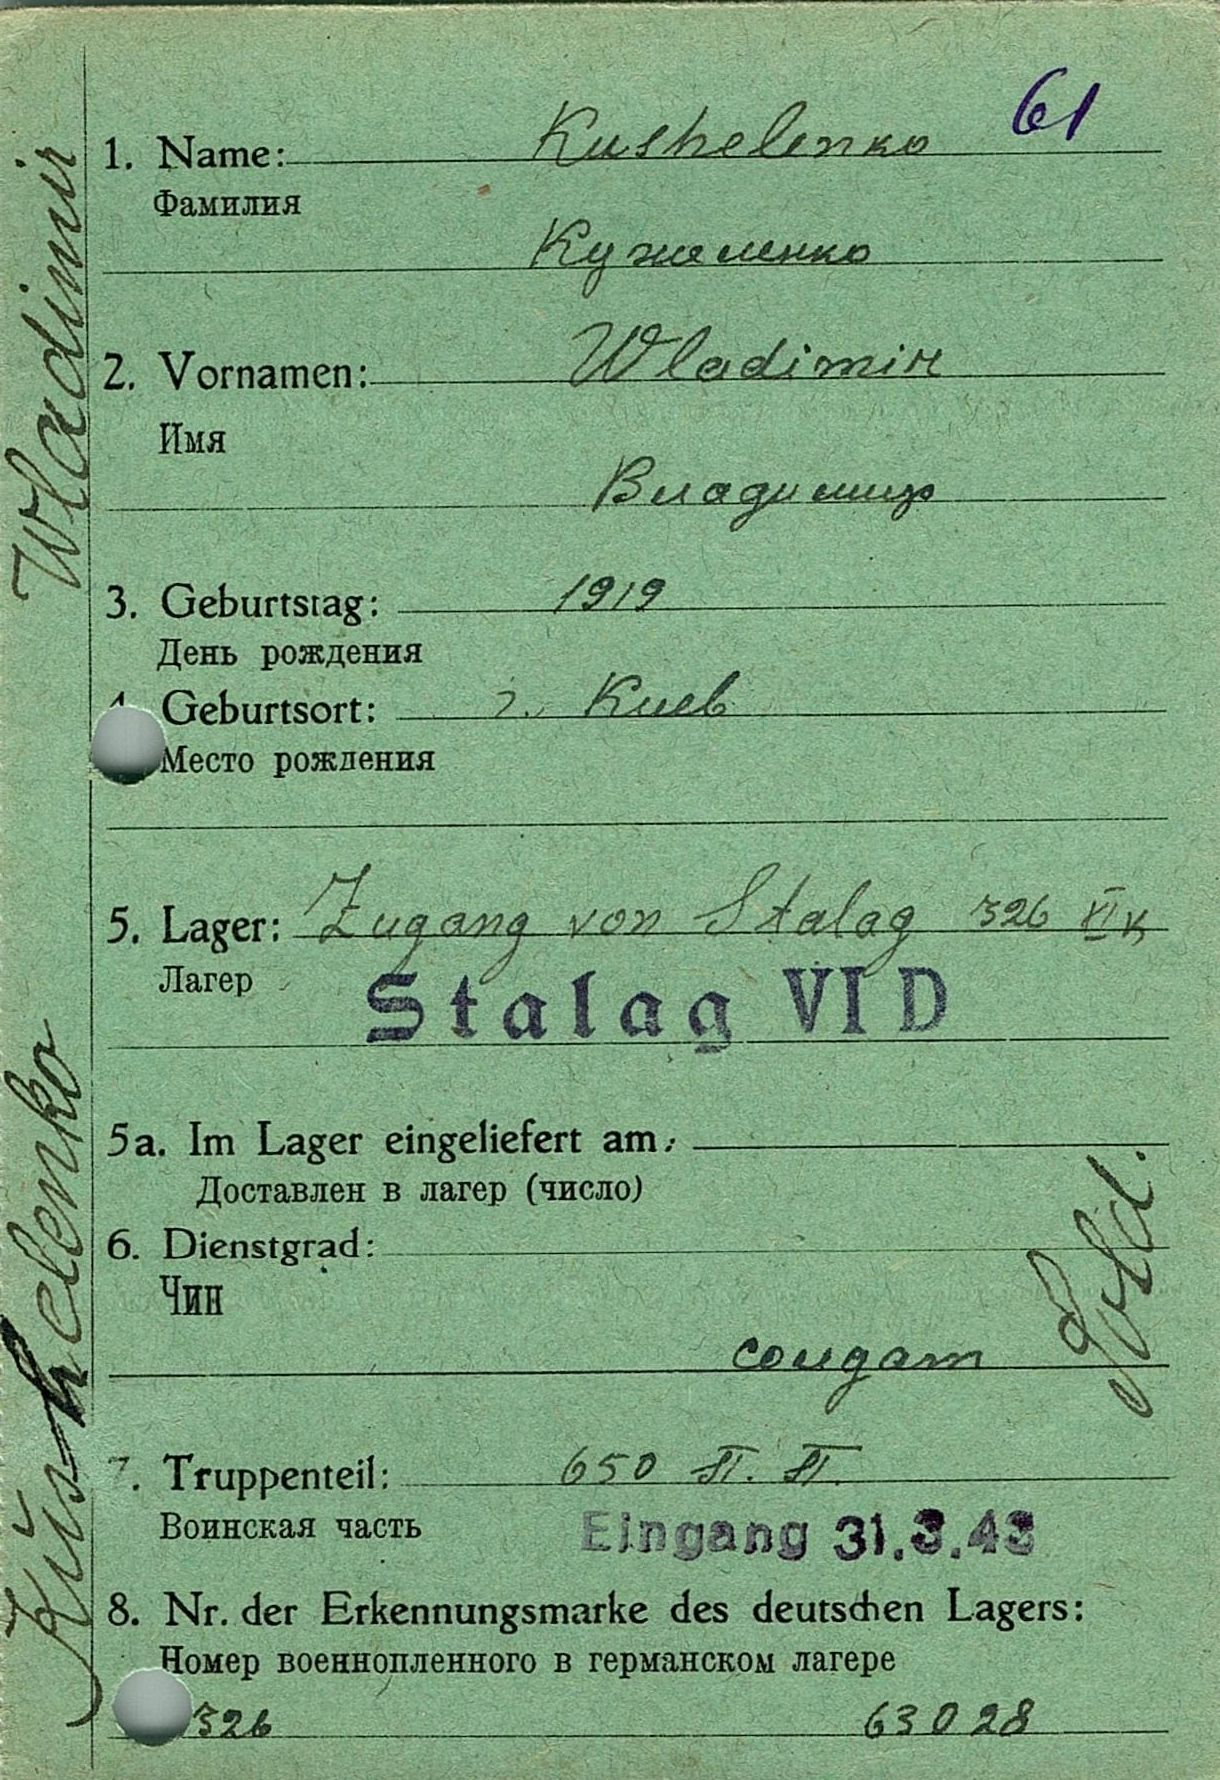 61
1. Name: Kushelenko
Фамилия
Кужеленко
2. Vornamen: Wladimir
Имя
Владимир
3. Geburtstag: 1919
День рождения
4. Geburtsort: г. Киев
Место рождения
5. Lager: Zugang von Stalag 326 VI K
Лагер
Stalag VI D
5a. Im Lager eingeliefert am:
Доставлен в лагер (число)
6. Dienstgrad:
Чин
солдат
Sold.
7. Truppenteil: 650 П. П.
Воинская часть
Eingang 31.3.43
8. Nr. der Erkennungsmarke des deutschen Lagers:
Номер военнопленного в германском лагере
326 63028
Kushelenko Wladimir